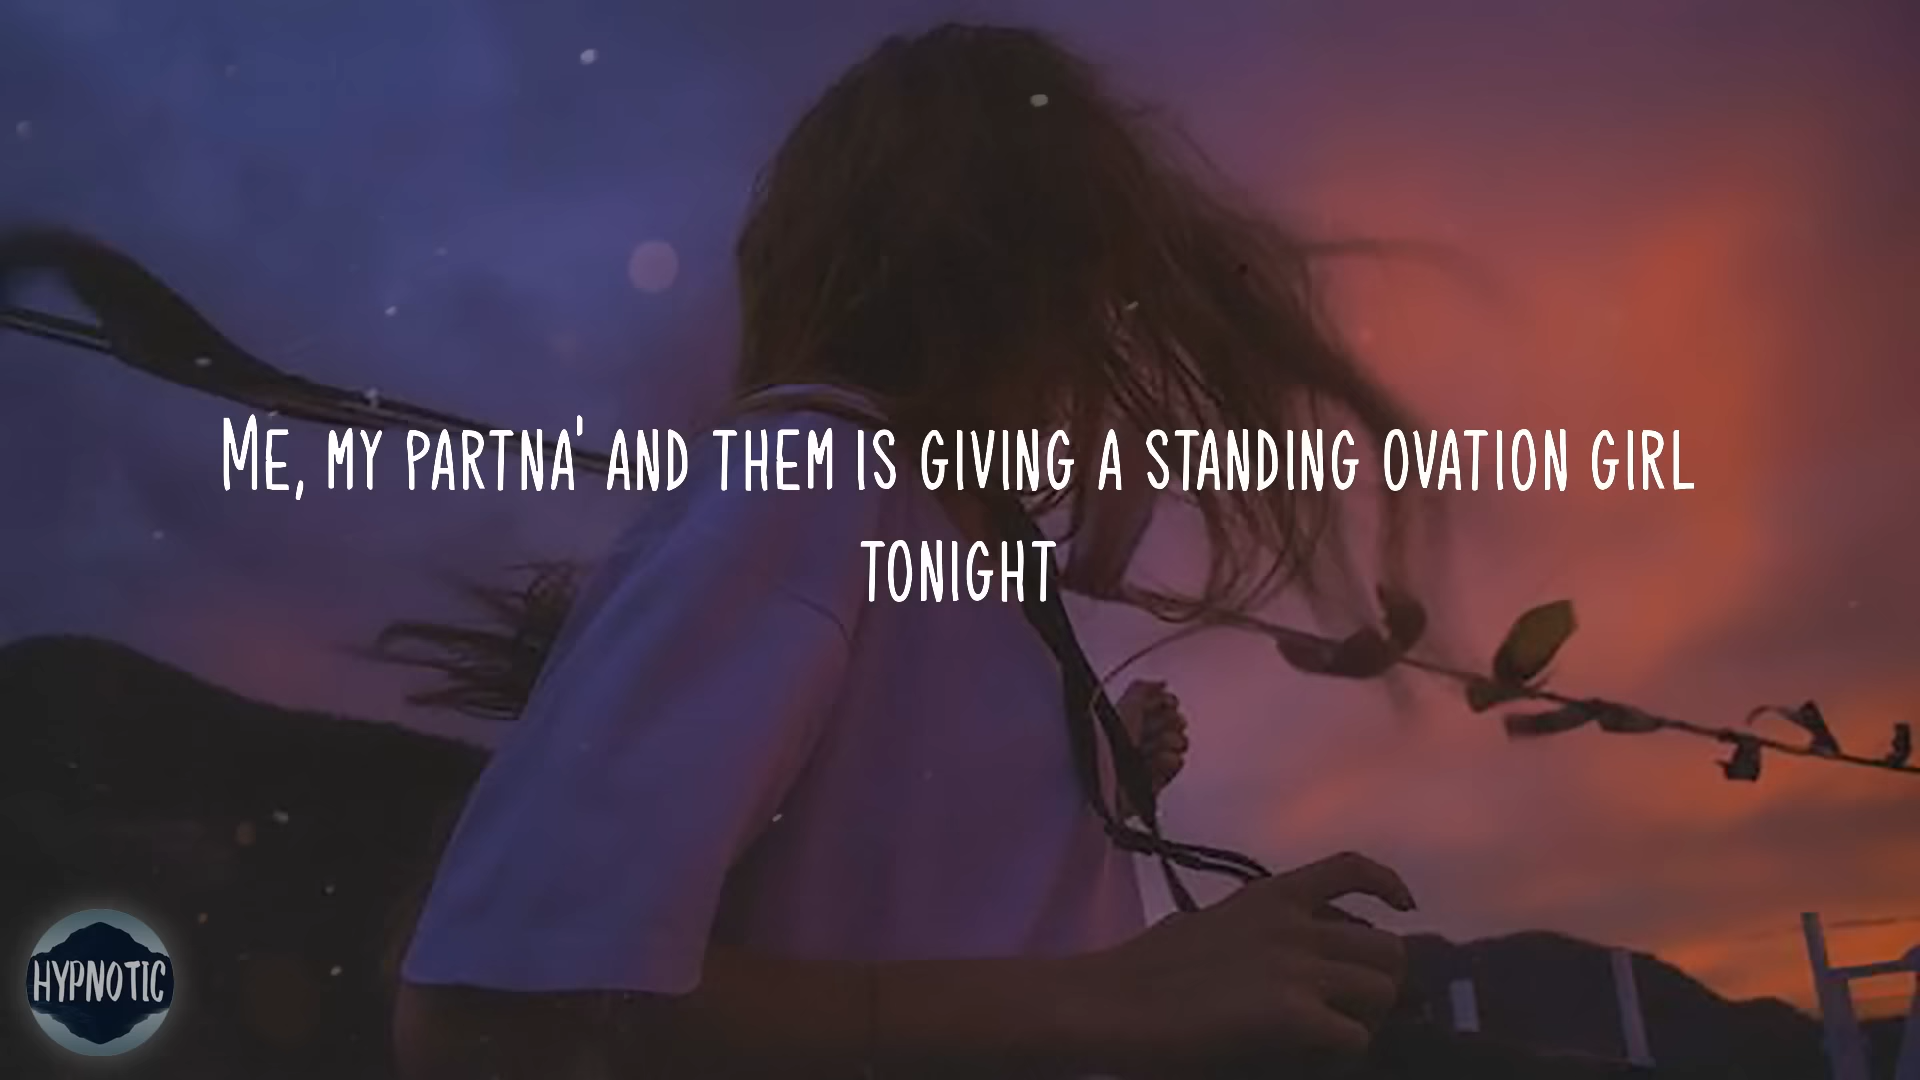 Me, my partna' and them is giving a standing ovation girl
tonight
HYPNOTIC